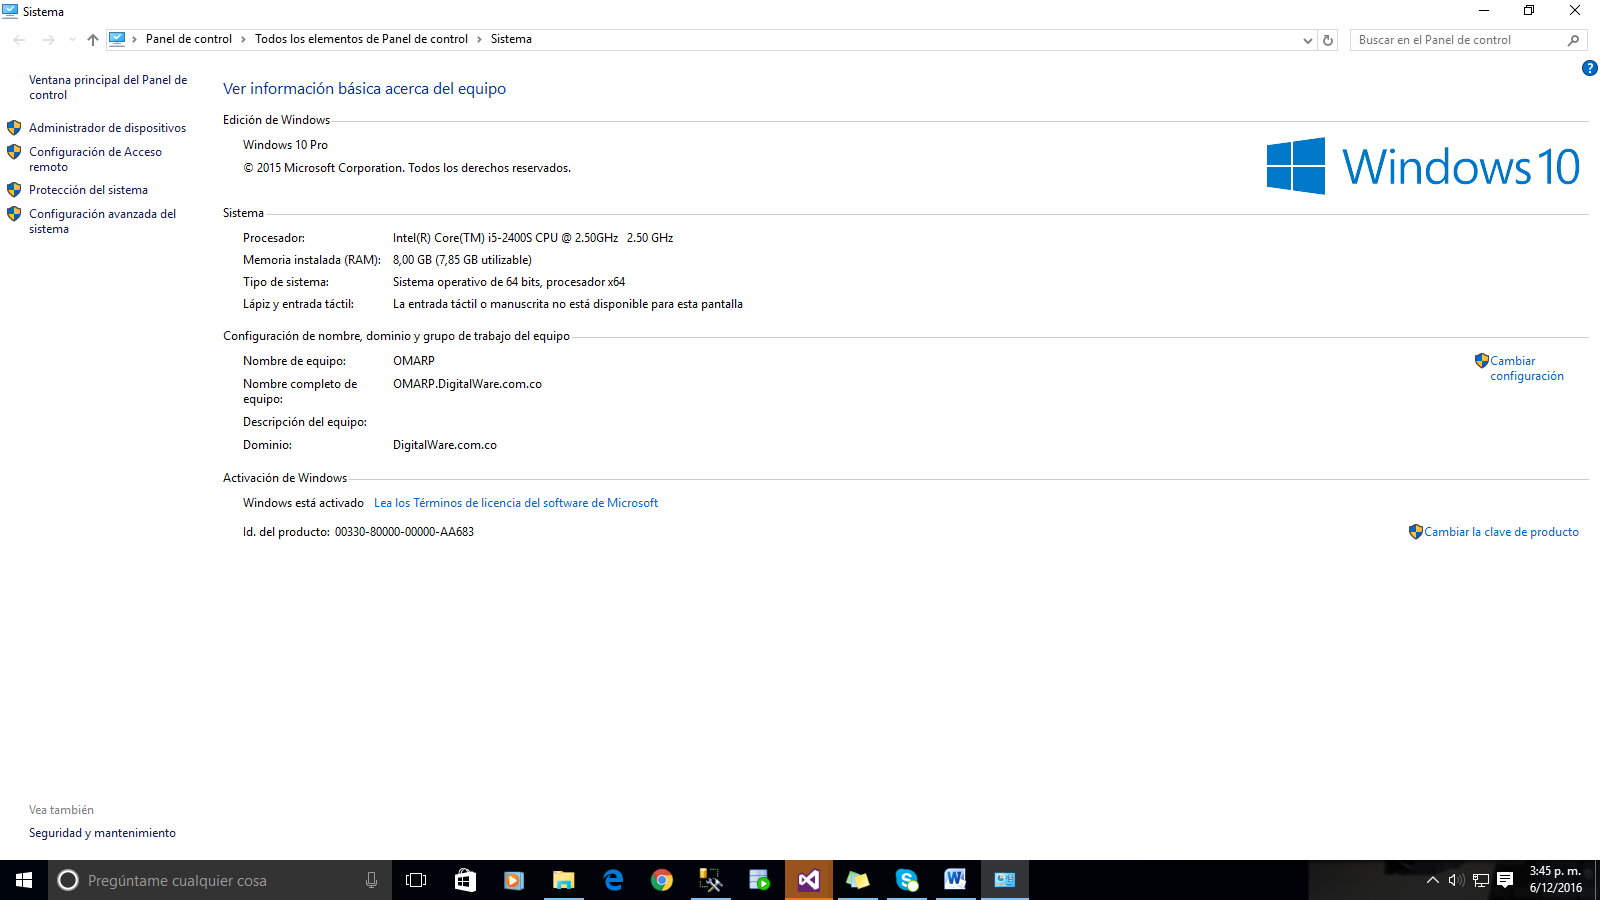 Sistema
Panel de control > Todos los elementos de Panel de control > Sistema
Buscar en el Panel de control
Ventana principal del Panel de
control
Administrador de dispositivos
Configuración de Acceso
remoto
Protección del sistema
Configuración avanzada del
sistema
Ver información básica acerca del equipo
Edición de Windows
Windows 10 Pro
© 2015 Microsoft Corporation. Todos los derechos reservados.
Windows 10
Sistema
Procesador: Intel(R) Core(TM) i5-2400S CPU @ 2.50GHz 2.50 GHz
Memoria instalada (RAM): 8,00 GB (7,85 GB utilizable)
Tipo de sistema: Sistema operativo de 64 bits, procesador x64
Lápiz y entrada táctil: La entrada táctil o manuscrita no está disponible para esta pantalla
Configuración de nombre, dominio y grupo de trabajo del equipo
Nombre de equipo: OMARP
Nombre completo de
equipo:
OMARP.DigitalWare.com.co
Descripción del equipo:
Dominio: DigitalWare.com.co
Cambiar
configuración
Activación de Windows
Windows está activado Lea los Términos de licencia del software de Microsoft
Id. del producto: 00330-80000-00000-AA683
Cambiar la clave de producto
Vea también
Seguridad y mantenimiento
Pregúntame cualquier cosa
3:45 p. m.
6/12/2016